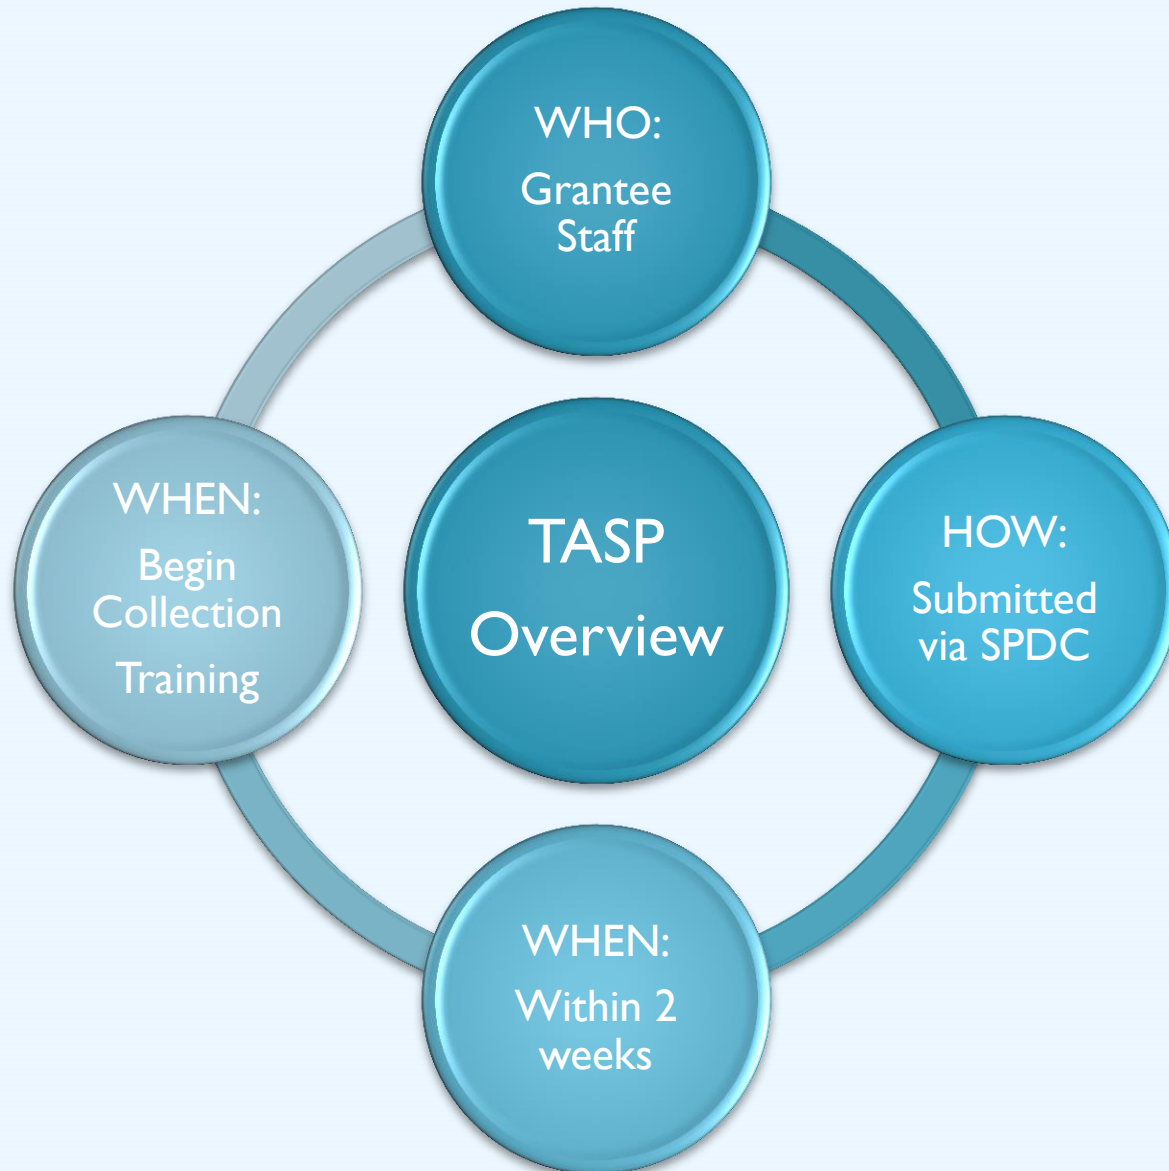 WHO:
Grantee
Staff
TASP
Overview
HOW:
Submitted
via SPDC
WHEN:
Within 2
weeks
WHEN:
Begin
Collection
Training